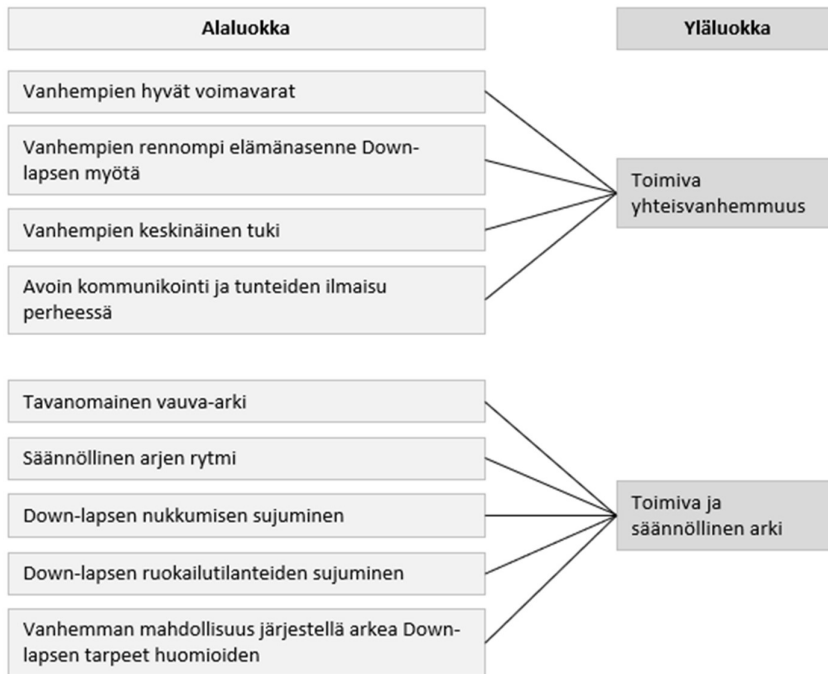 Alaluokka
Yläluokka
Vanhempien hyvät voimavarat
Vanhempien rennompi elämänasenne Down-
lapsen myötä
Vanhempien keskinäinen tuki
Avoin kommunikointi ja tunteiden ilmaisu
perheessä
Toimiva
yhteisvanhemmuus
Tavanomainen vauva-arki
Säännöllinen arjen rytmi
Down-lapsen nukkumisen sujuminen
Down-lapsen ruokailutilanteiden sujuminen
Vanhemman mahdollisuus järjestellä arkea Down-
lapsen tarpeet huomioiden
Toimiva ja
säännöllinen arki